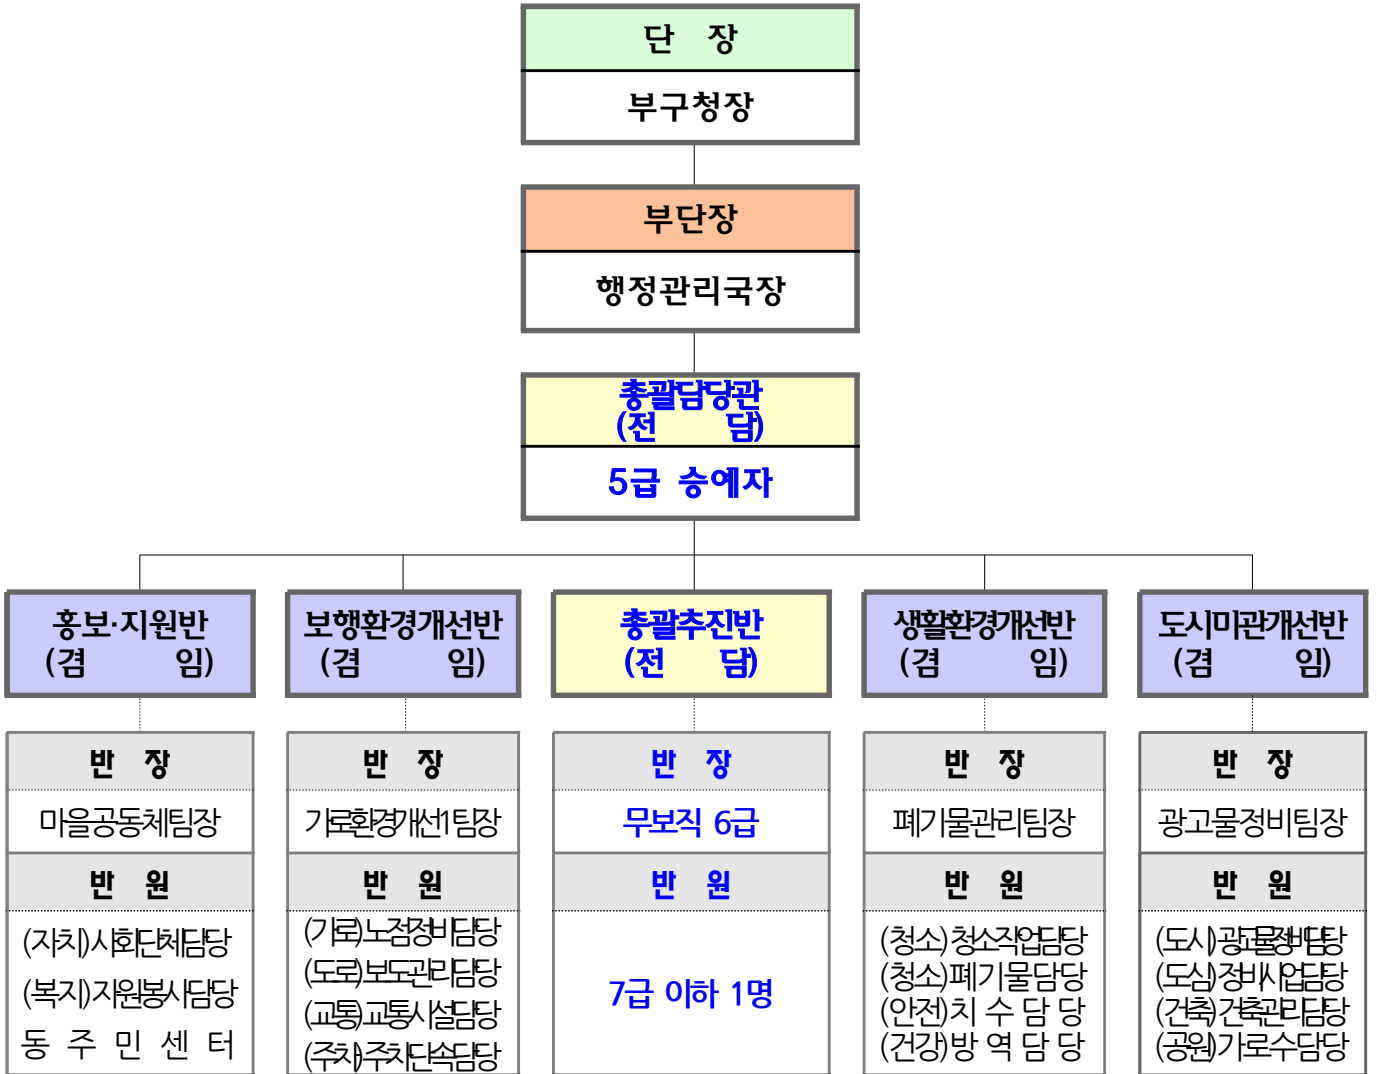 단 장
부구청장
부단장
행정관리국장
총괄담당관
(전 담)
5급 승예자
홍보·지원반
(겸 임)
보행환경개선반
(겸 임)
총괄추진반
(전 담)
생활환경개선반
(겸 임)
도시미관개선반
(겸 임)
반 장
마을공동체팀장
반 원
(자치)사회단체담당
(복지)자원봉사담당
동 주 민 센 터
반 장
가로환경개선1팀장
반 원
(가로)노점정비담당
(도로)보도관리담당
(교통)교통시설담당
(주차)주차단속담당
반 장
무보직 6급
반 원
7급 이하 1명
반 장
폐기물관리팀장
반 원
(청소)청소작업담당
(청소)폐기물담당
(안전)치 수 담 당
(건강)방 역 담 당
반 장
광고물정비팀장
반 원
(도시)광고물정비담당
(도심)정비사업담당
(건축)건축관리담당
(공원)가로수담당